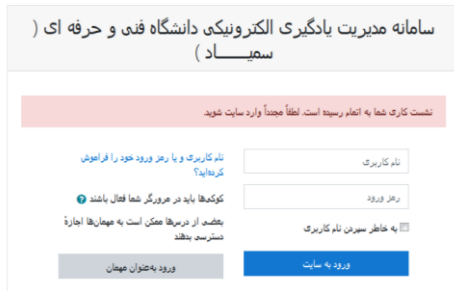 سامانه مدیریت یادگیری الکترونیکی دانشگاه فنی و حرفه ای (
سمیــــــاد )
نشست کاری شما به اتمام رسیده است. لطفاً مجدداً وارد سایت شوید.
نام کاربری
رمز ورود
به خاطر سپردن نام کاربری
ورود به سایت
نام کاربری و یا رمز ورود خود را فراموش
کرده‌اید؟
کوکی‌ها باید در مرورگر شما فعال باشند
بعضی از درس‌ها ممکن است به مهمان‌ها اجازهٔ
دسترسی بدهند
ورود به‌عنوان مهمان